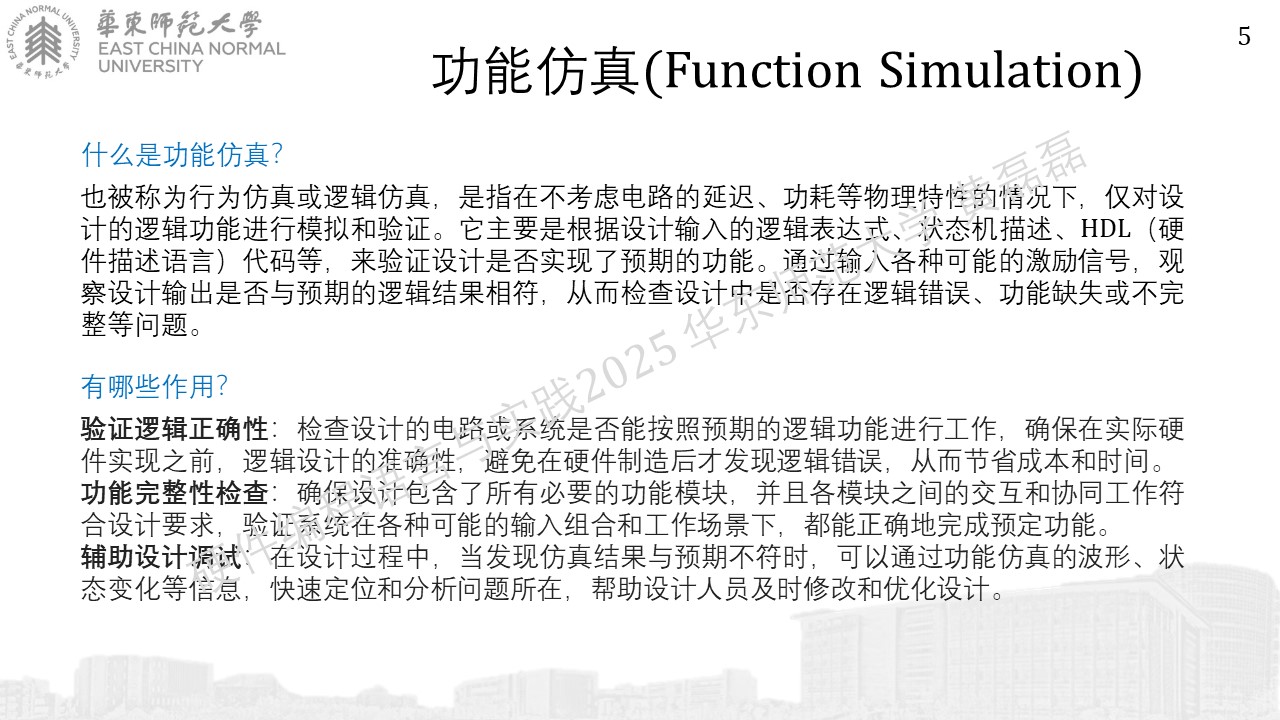 華東師範大學
EAST CHINA NORMAL
UNIVERSITY
EAST CHINA NORMAL UNIVERSITY
華東师范大学
5
功能仿真(Function Simulation)
什么是功能仿真？
也被称为行为仿真或逻辑仿真，是指在不考虑电路的延迟、功耗等物理特性的情况下，仅对设
计的逻辑功能进行模拟和验证。它主要是根据设计输入的逻辑表达式、状态机描述、HDL（硬
件描述语言）代码等，来验证设计是否实现了预期的功能。通过输入各种可能的激励信号，观
察设计输出是否与预期的逻辑结果相符，从而检查设计中是否存在逻辑错误、功能缺失或不完
整等问题。
有哪些作用？
验证逻辑正确性：检查设计的电路或系统是否能按照预期的逻辑功能进行工作，确保在实际硬
件实现之前，逻辑设计的准确性，避免在硬件制造后才发现逻辑错误，从而节省成本和时间。
功能完整性检查：确保设计包含了所有必要的功能模块，并且各模块之间的交互和协同工作符
合设计要求，验证系统在各种可能的输入组合和工作场景下，都能正确地完成预定功能。
辅助设计调试：在设计过程中，当发现仿真结果与预期不符时，可以通过功能仿真的波形、状
态变化等信息，快速定位和分析问题所在，帮助设计人员及时修改和优化设计。
硬件编程语言与实践2025 华东师范大学 黄磊磊